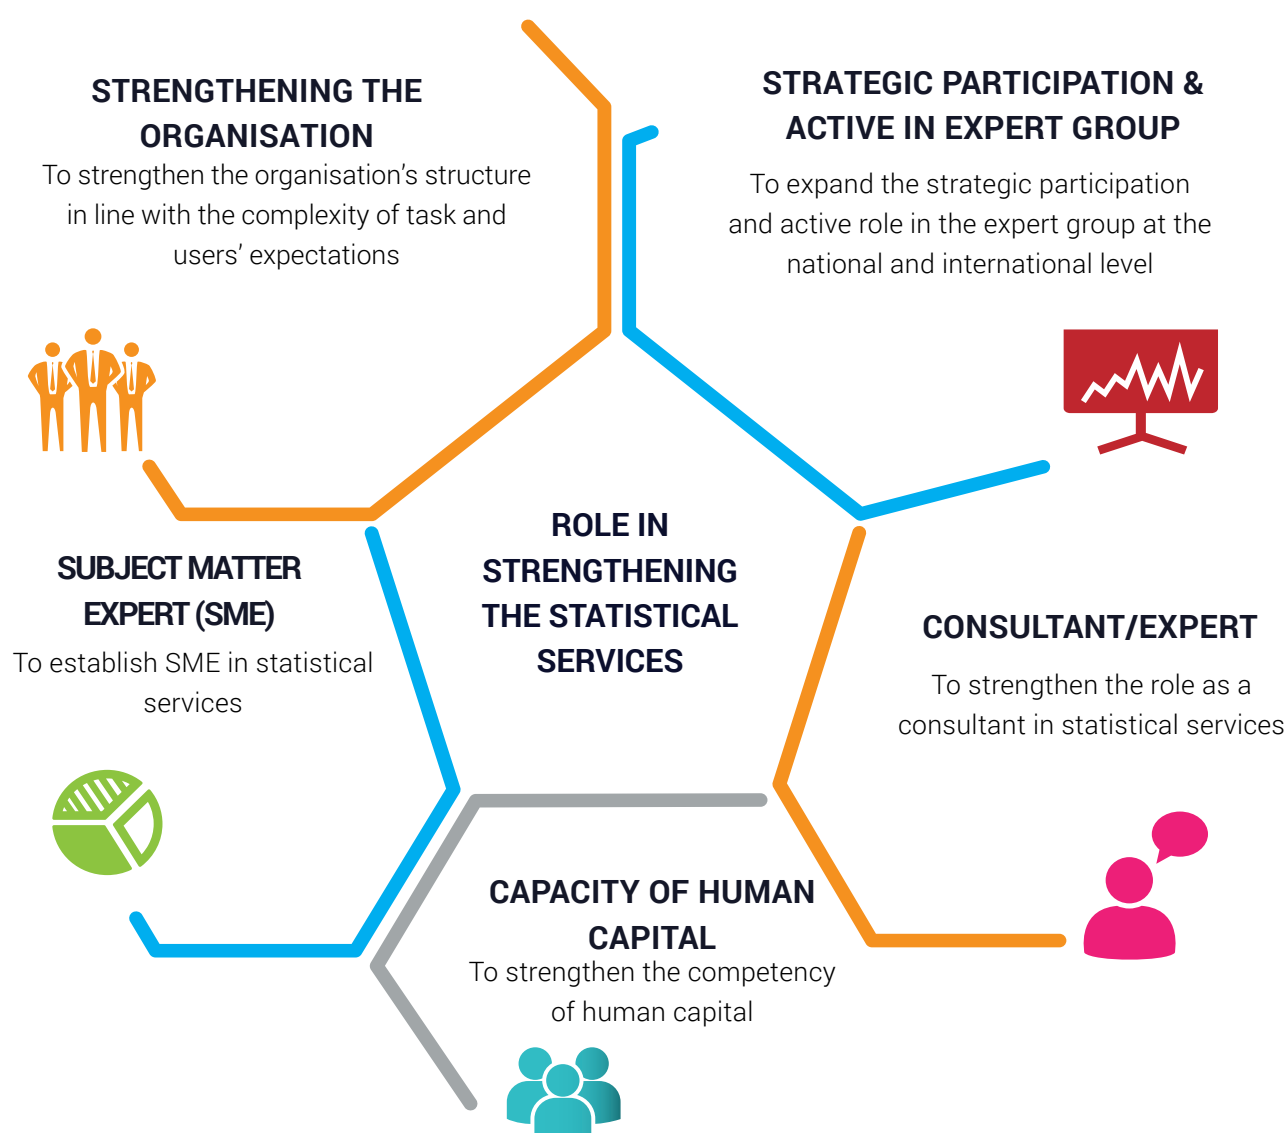 STRENGTHENING THE
ORGANISATION
To strengthen the organisation's structure
in line with the complexity of task and
users' expectations
STRATEGIC PARTICIPATION &
ACTIVE IN EXPERT GROUP
To expand the strategic participation
and active role in the expert group at the
national and international level
ROLE IN
STRENGTHENING
THE STATISTICAL
SERVICES
SUBJECT MATTER
EXPERT (SME)
To establish SME in statistical
services
CONSULTANT/EXPERT
To strengthen the role as a
consultant in statistical services
CAPACITY OF HUMAN
CAPITAL
To strengthen the competency
of human capital